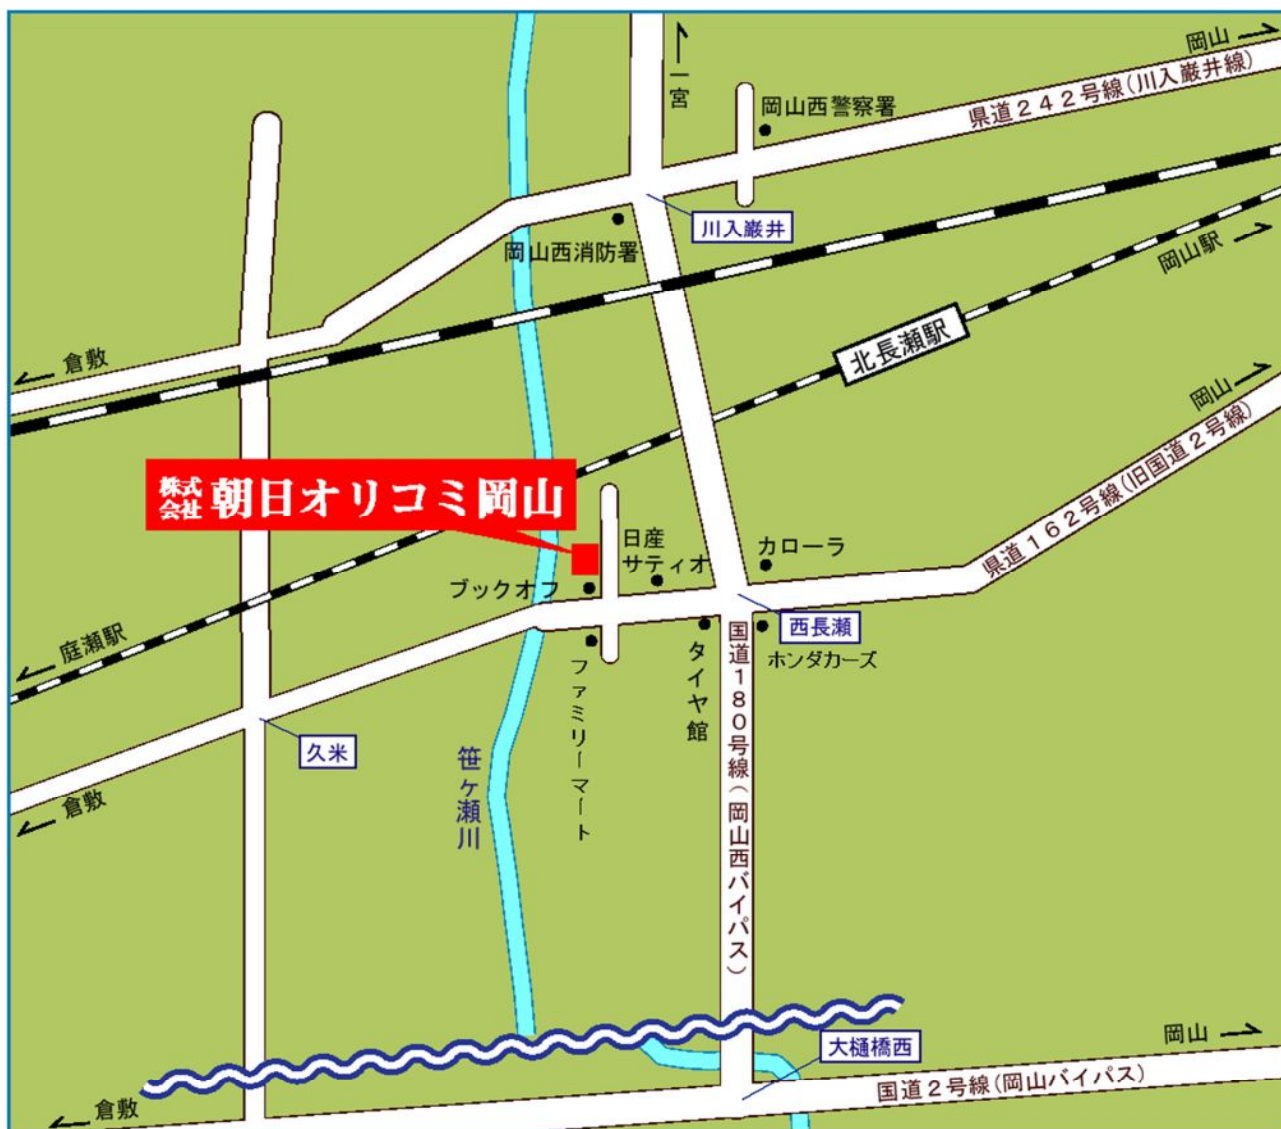 岡山
一宮
岡山西警察署
県道242号線(川入巌井線)
川入巌井
岡山西消防署
岡山駅
北長瀬駅
倉敷
岡山
県道162号線(旧国道2号線)
株式
会社 朝日オリコミ岡山
日産
サティオ
カローラ
ブックオフ
西長瀬
庭瀬駅
ホンダカーズ
タイヤ館
ファミリーマート
国道180号線(岡山西バイパス)
久米
笹ヶ瀬川
倉敷
岡山
大樋橋西
国道2号線(岡山バイパス)
倉敷